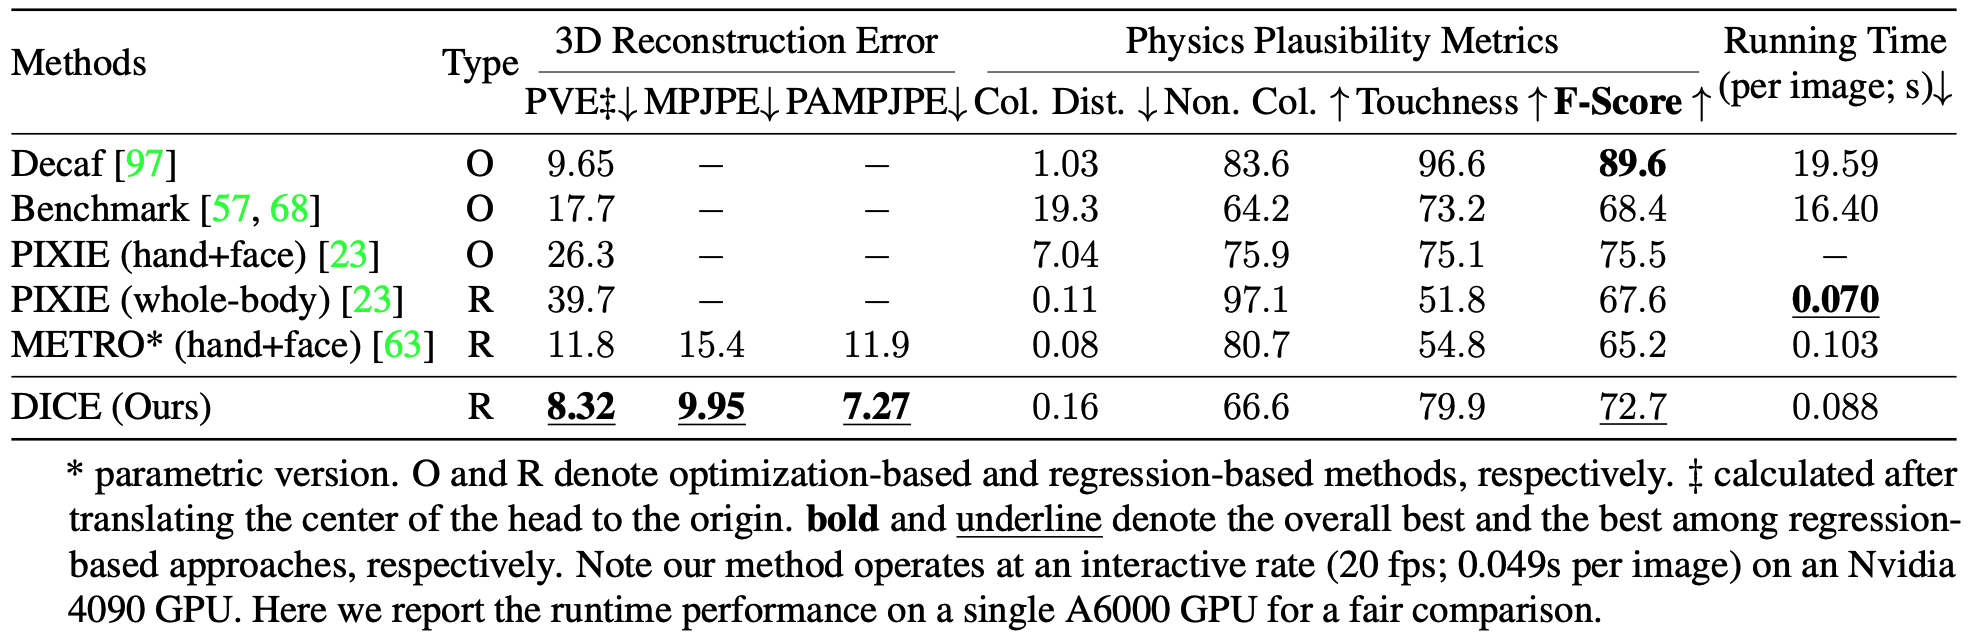 Methods Type 3D Reconstruction Error Physics Plausibility Metrics Running Time
PVE‡↓ MPJPE↓ PAMPJPE↓ Col. Dist. ↓ Non. Col. ↑ Touchness ↑ F-Score ↑ (per image; s)↓
Decaf [97] O 9.65 – – 1.03 83.6 96.6 89.6 19.59
Benchmark [57, 68] O 17.7 – – 19.3 64.2 73.2 68.4 16.40
PIXIE (hand+face) [23] O 26.3 – – 7.04 75.9 75.1 75.5 –
PIXIE (whole-body) [23] R 39.7 – – 0.11 97.1 51.8 67.6 0.070
METRO* (hand+face) [63] R 11.8 15.4 11.9 0.08 80.7 54.8 65.2 0.103
DICE (Ours) R 8.32 9.95 7.27 0.16 66.6 79.9 72.7 0.088
* parametric version. O and R denote optimization-based and regression-based methods, respectively. ‡ calculated after
translating the center of the head to the origin. bold and underline denote the overall best and the best among regression-
based approaches, respectively. Note our method operates at an interactive rate (20 fps; 0.049s per image) on an Nvidia
4090 GPU. Here we report the runtime performance on a single A6000 GPU for a fair comparison.